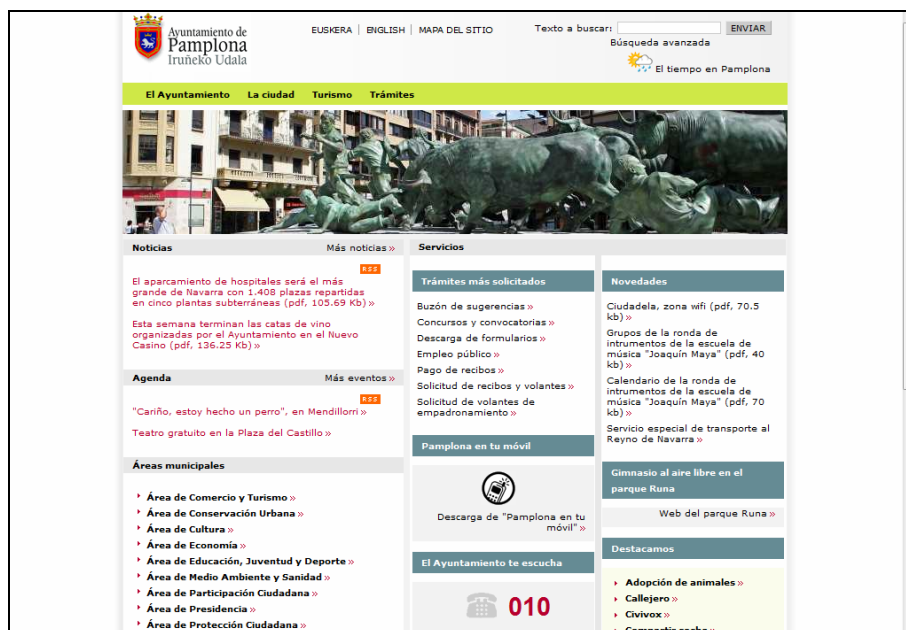 Ayuntamiento de
Pamplona
Iruñeko Udala
EUSKERA | ENGLISH | MAPA DEL SITIO
Texto a buscar:
ENVIAR
Búsqueda avanzada
El tiempo en Pamplona
El Ayuntamiento La ciudad Turismo Trámites
Noticias
Más noticias »
RSS
El aparcamiento de hospitales será el más
grande de Navarra con 1.408 plazas repartidas
en cinco plantas subterráneas (pdf, 105.69 Kb) »
Esta semana terminan las catas de vino
organizadas por el Ayuntamiento en el Nuevo
Casino (pdf, 136.25 Kb) »
Agenda
Más eventos »
RSS
"Cariño, estoy hecho un perro", en Mendillorri »
Teatro gratuito en la Plaza del Castillo »
Áreas municipales
Área de Comercio y Turismo »
Área de Conservación Urbana »
Área de Cultura »
Área de Economía »
Área de Educación, Juventud y Deporte »
Área de Medio Ambiente y Sanidad »
Área de Participación Ciudadana »
Área de Presidencia »
Área de Protección Ciudadana »
Servicios
Trámites más solicitados
Buzón de sugerencias »
Concursos y convocatorias »
Descarga de formularios »
Empleo público »
Pago de recibos »
Solicitud de recibos y volantes »
Solicitud de volantes de
empadronamiento »
Pamplona en tu móvil
Descarga de "Pamplona en tu
móvil" »
El Ayuntamiento te escucha
010
Novedades
Ciudadela, zona wifi (pdf, 70.5
kb) »
Grupos de la ronda de
intrumentos de la escuela de
música "Joaquín Maya" (pdf, 40
kb) »
Calendario de la ronda de
intrumentos de la escuela de
música "Joaquín Maya" (pdf, 70
kb) »
Servicio especial de transporte al
Reyno de Navarra »
Gimnasio al aire libre en el
parque Runa
Web del parque Runa »
Destacamos
Adopción de animales »
Callejero »
Civivox »
Compartir coche »